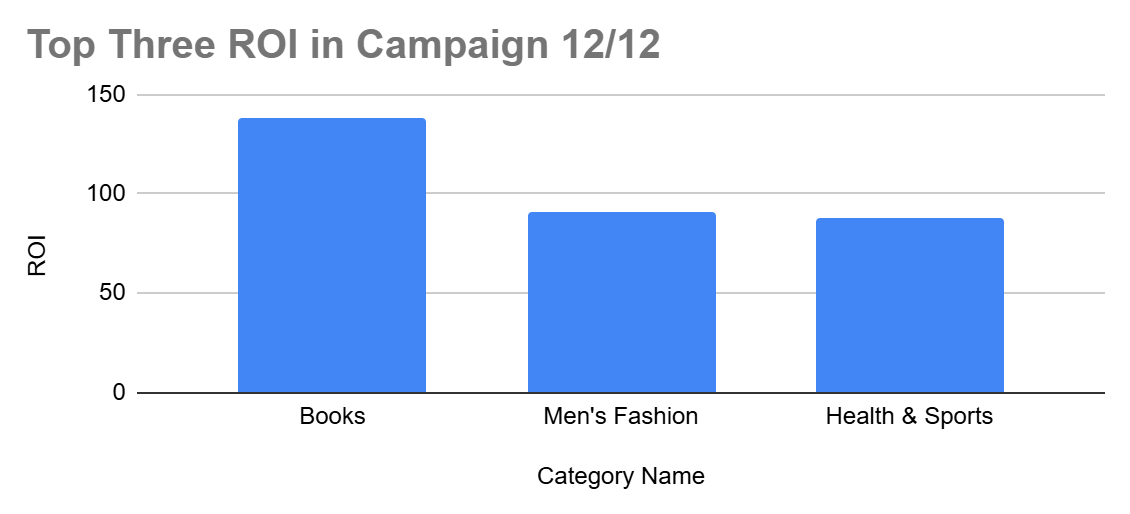 Top Three ROI in Campaign 12/12
150
100
50
0
ROI
Books
Men's Fashion
Health & Sports
Category Name